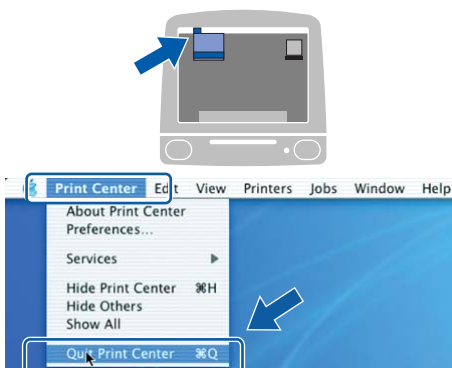 Print Center Edit View Printers Jobs Window Help
About Print Center
Preferences...
Services
Hide Print Center ⌘H
Hide Others
Show All
Quit Print Center ⌘Q